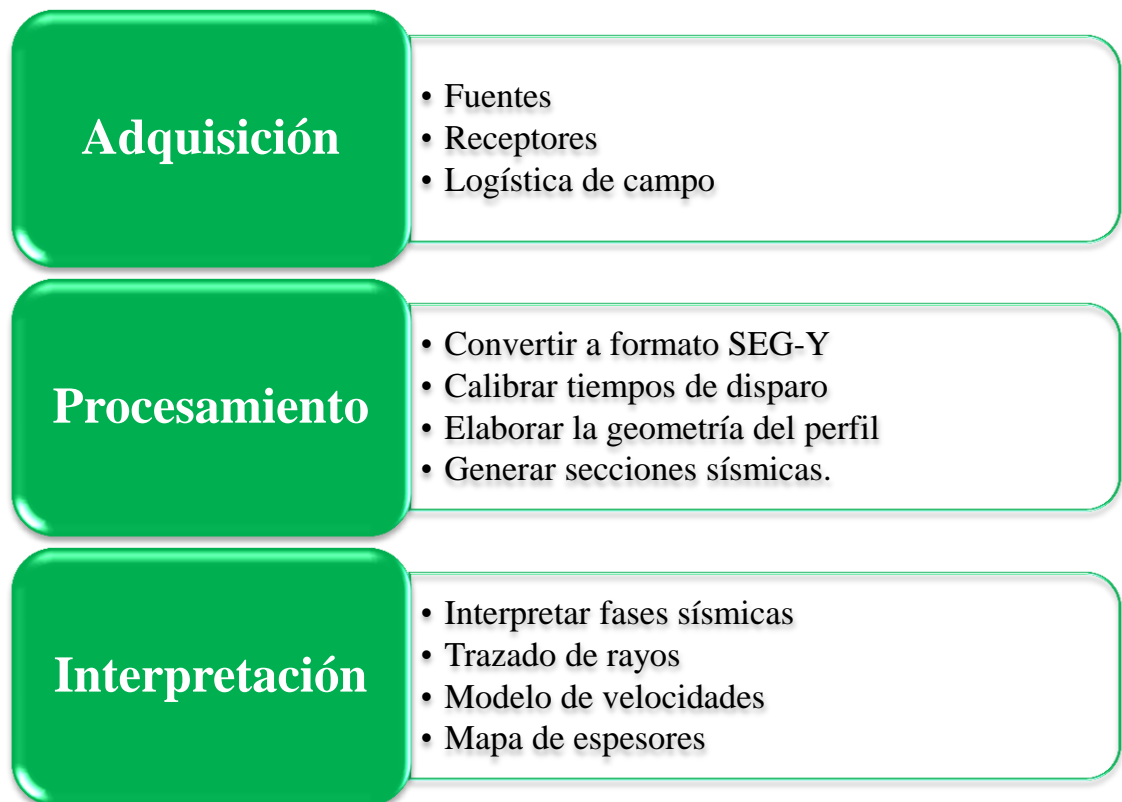 Adquisición
• Fuentes
• Receptores
• Logística de campo
Procesamiento
• Convertir a formato SEG-Y
• Calibrar tiempos de disparo
• Elaborar la geometría del perfil
• Generar secciones sísmicas.
Interpretación
• Interpretar fases sísmicas
• Trazado de rayos
• Modelo de velocidades
• Mapa de espesores